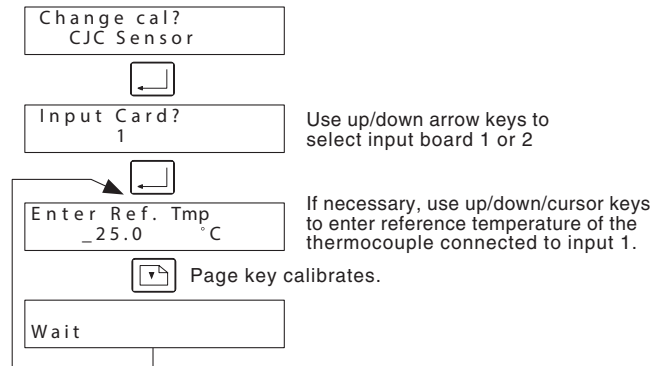 Change cal?
CJC Sensor
Input Card?
1
Use up/down arrow keys to
select input board 1 or 2
Enter Ref. Tmp
_25.0 °C
If necessary, use up/down/cursor keys
to enter reference temperature of the
thermocouple connected to input 1.
Page key calibrates.
Wait